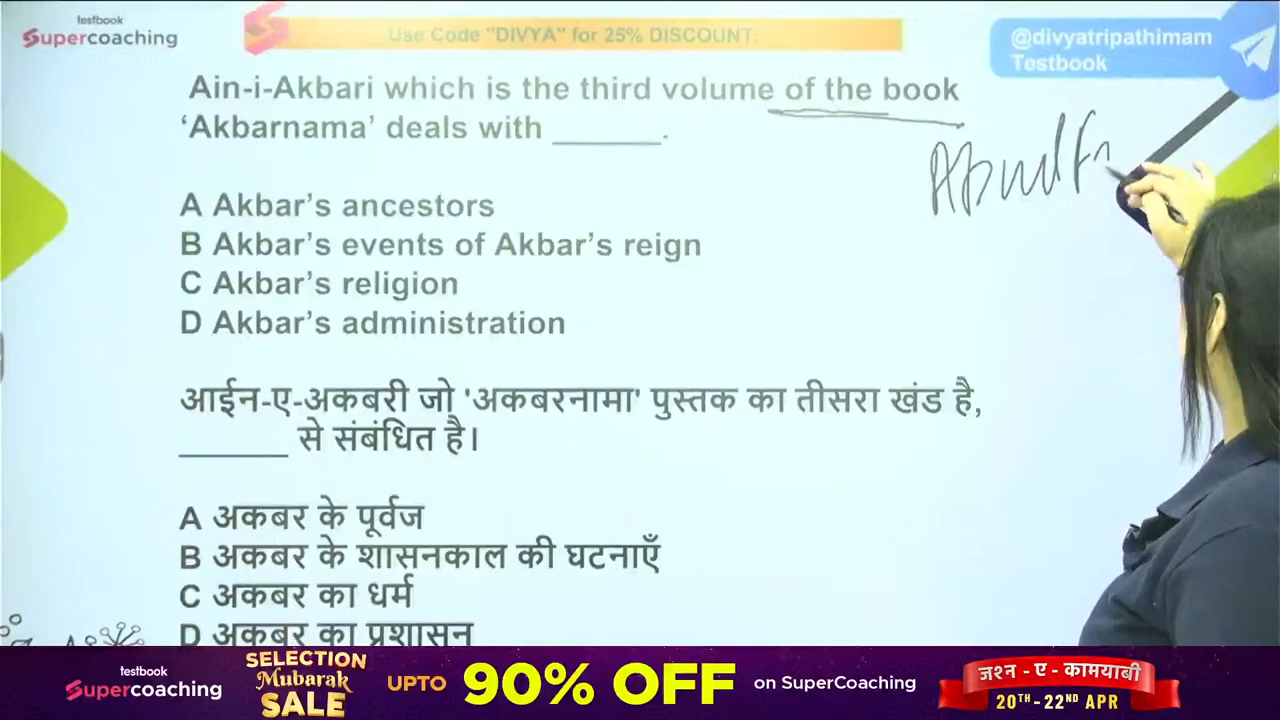 testbook
Supercoaching
Use Code "DIVYA" for 25% DISCOUNT.
@divyatripathimam
Testbook
Ain-i-Akbari which is the third volume of the book
‘Akbarnama’ deals with ______.
Abul
A Akbar’s ancestors
B Akbar’s events of Akbar’s reign
C Akbar’s religion
D Akbar’s administration
आईन-ए-अकबरी जो 'अकबरनामा' पुस्तक का तीसरा खंड है,
______ से संबंधित है।
A अकबर के पूर्वज
B अकबर के शासनकाल की घटनाएँ
C अकबर का धर्म
D अकबर का प्रशासन
testbook
Supercoaching
SELECTION
Mubarak
SALE
UPTO 90% OFF on SuperCoaching
जश्न - ए - कामयाबी
20TH - 22ND APR